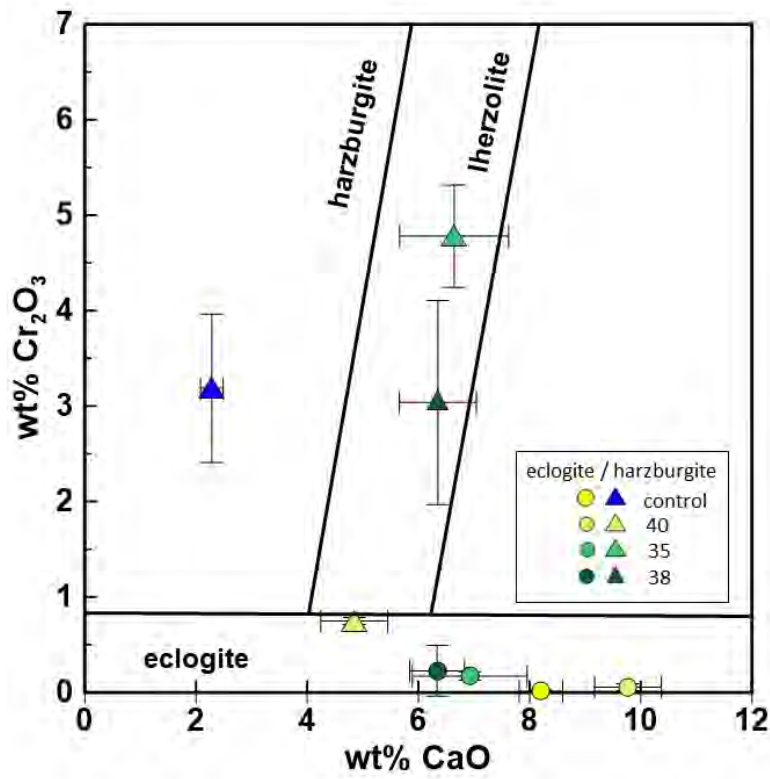 7
6
5
4
3
2
1
0
wt% Cr₂O₃
harzburgite
lherzolite
eclogite / harzburgite
control
40
35
38
eclogite
0 2 4 6 8 10 12
wt% CaO